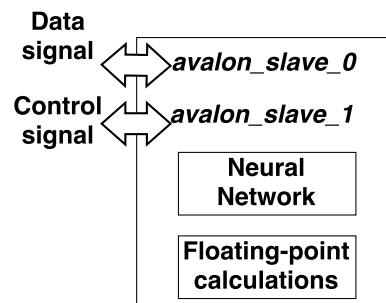 Data
signal
avalon_slave_0
Control
signal
avalon_slave_1
Neural
Network
Floating-point
calculations